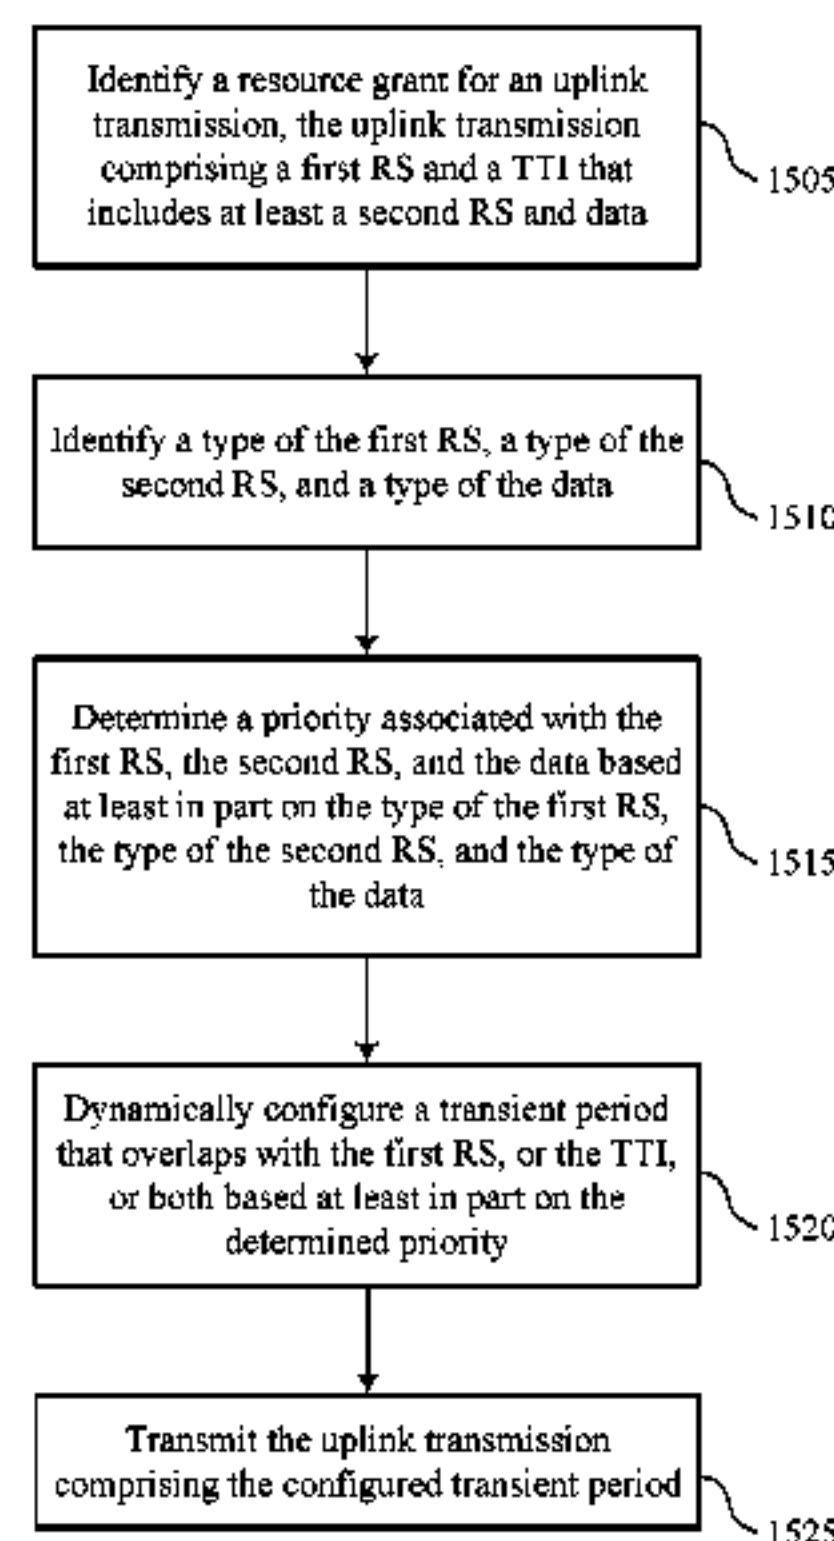 Identify a resource grant for an uplink
transmission, the uplink transmission
comprising a first RS and a TTI that
includes at least a second RS and data
1505
Identify a type of the first RS, a type of the
second RS, and a type of the data
1510
Determine a priority associated with the
first RS, the second RS, and the data based
at least in part on the type of the first RS,
the type of the second RS, and the type of
the data
1515
Dynamically configure a transient period
that overlaps with the first RS, or the TTI,
or both based at least in part on the
determined priority
1520
Transmit the uplink transmission
comprising the configured transient period
1525